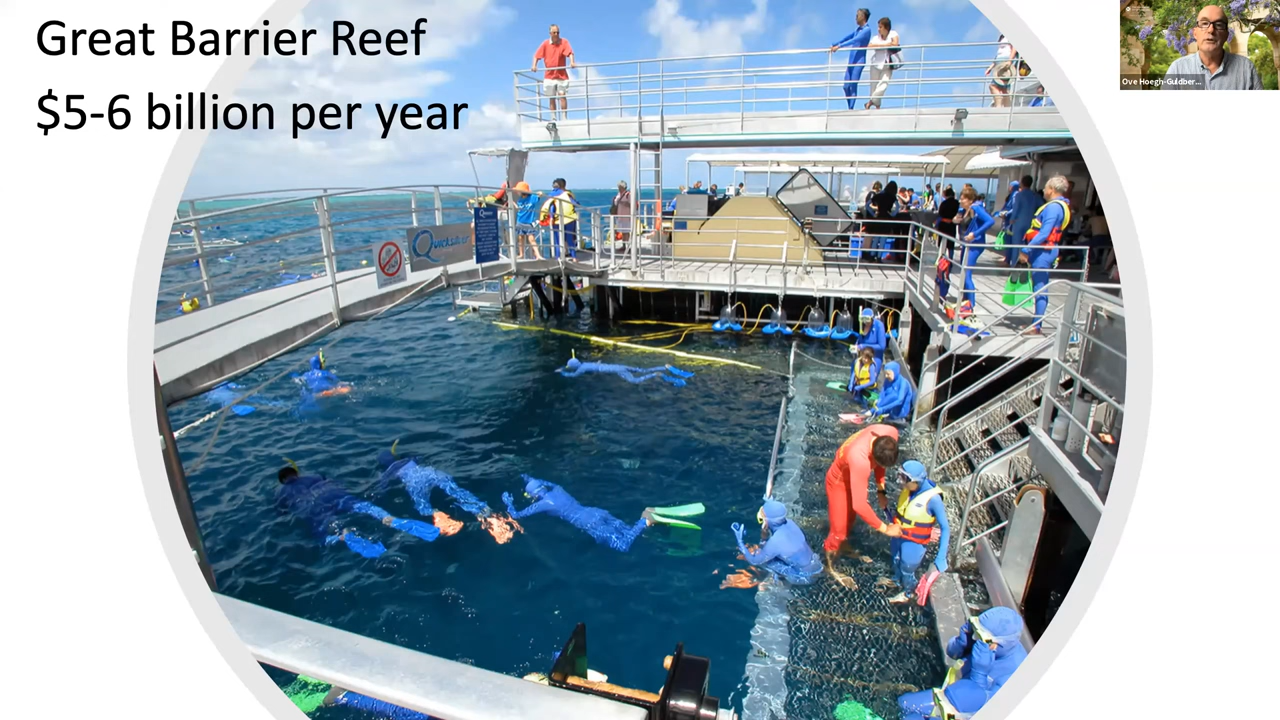 Great Barrier Reef
$5-6 billion per year
Ove Hoegh-Guldber...
Quicksilver